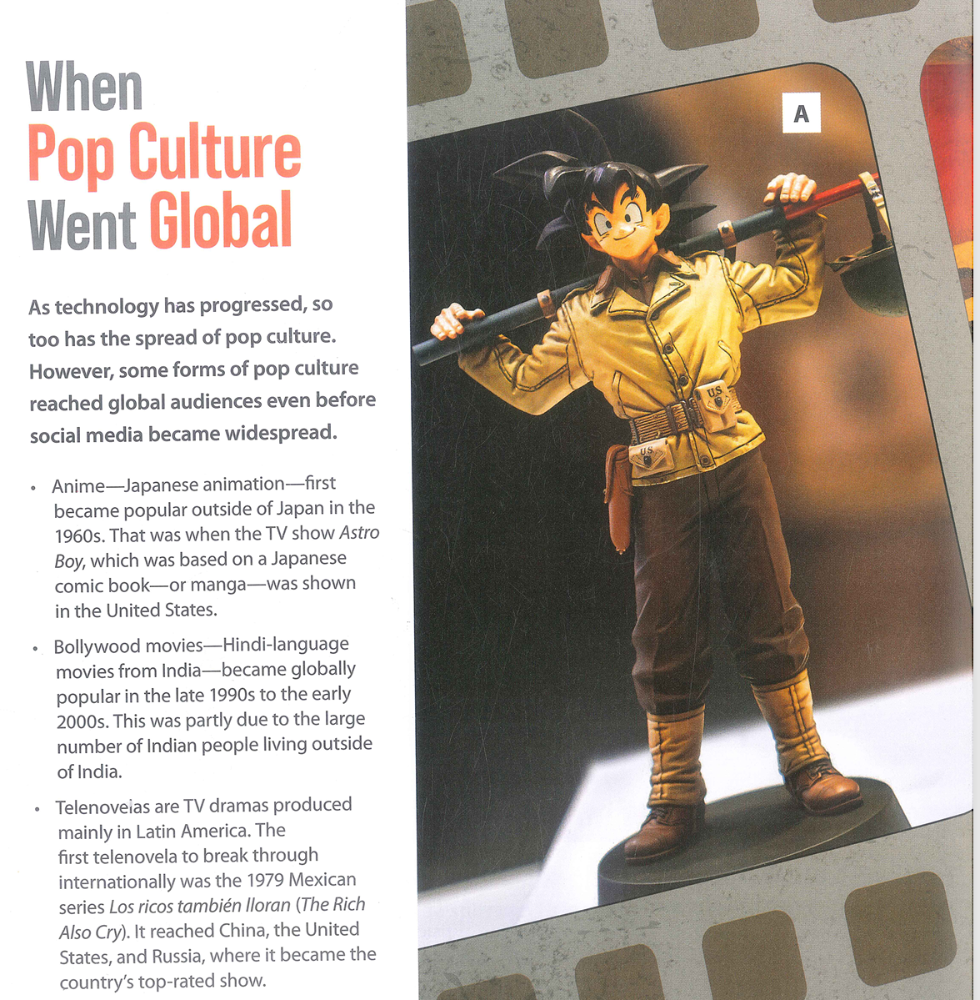 When
Pop Culture
Went Global
As technology has progressed, so
too has the spread of pop culture.
However, some forms of pop culture
reached global audiences even before
social media became widespread.
• Anime—Japanese animation—first
became popular outside of Japan in the
1960s. That was when the TV show Astro
Boy, which was based on a Japanese
comic book—or manga—was shown
in the United States.
• Bollywood movies—Hindi-language
movies from India—became globally
popular in the late 1990s to the early
2000s. This was partly due to the large
number of Indian people living outside
of India.
• Telenovelas are TV dramas produced
mainly in Latin America. The
first telenovela to break through
internationally was the 1979 Mexican
series Los ricos también lloran (The Rich
Also Cry). It reached China, the United
States, and Russia, where it became the
country's top-rated show.
A
U.S
U.S